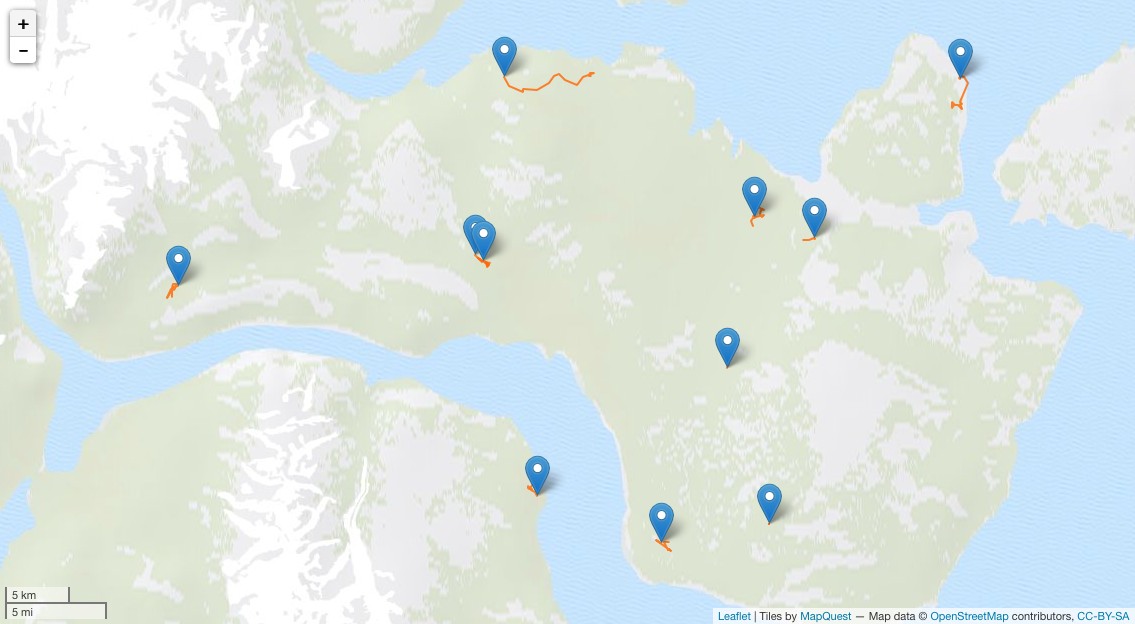 +
−
5 km
5 mi
Leaflet | Tiles by MapQuest — Map data © OpenStreetMap contributors, CC-BY-SA